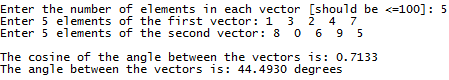 Enter the number of elements in each vector [should be <=100]: 5
Enter 5 elements of the first vector: 1 3 2 4 7
Enter 5 elements of the second vector: 8 0 6 9 5
The cosine of the angle between the vectors is: 0.7133
The angle between the vectors is: 44.4930 degrees